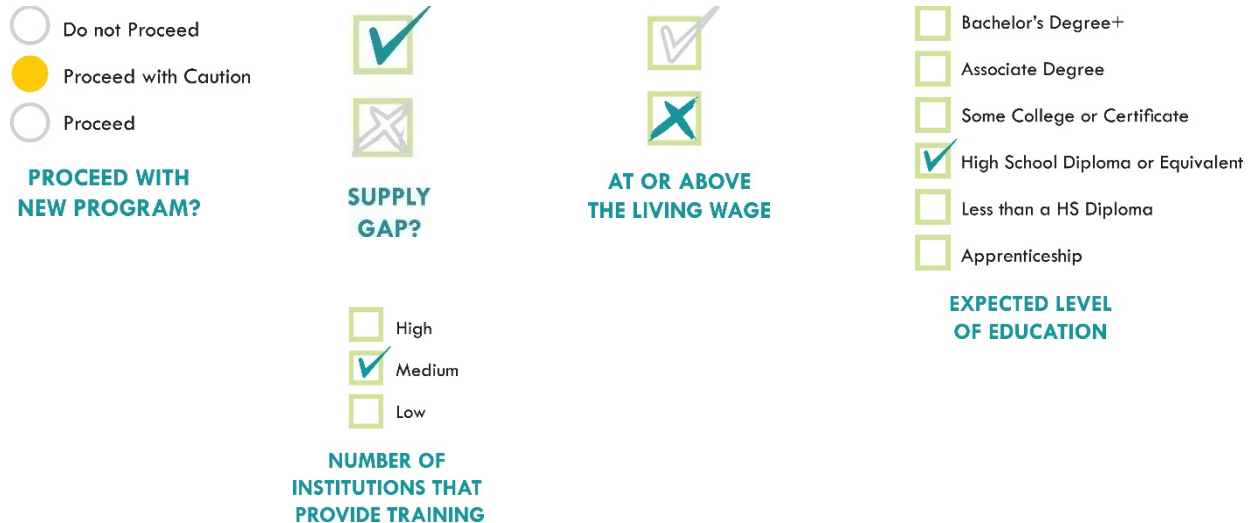 Do not Proceed
Proceed with Caution
Proceed
PROCEED WITH
NEW PROGRAM?
SUPPLY
GAP?
AT OR ABOVE
THE LIVING WAGE
Bachelor's Degree+
Associate Degree
Some College or Certificate
High School Diploma or Equivalent
Less than a HS Diploma
Apprenticeship
EXPECTED LEVEL
OF EDUCATION
High
Medium
Low
NUMBER OF
INSTITUTIONS THAT
PROVIDE TRAINING